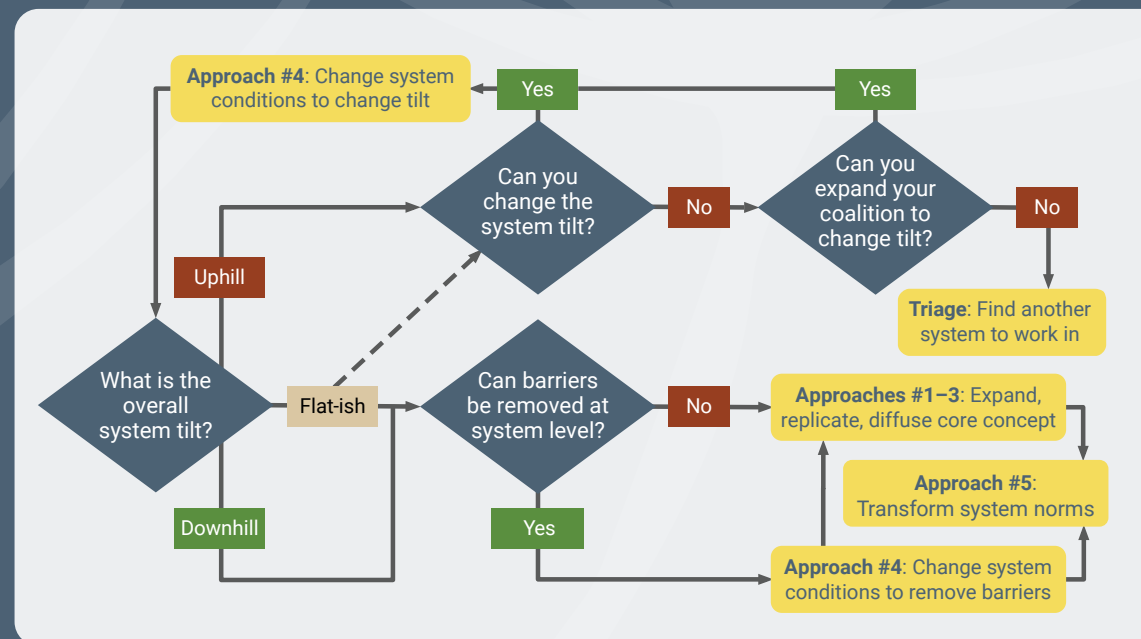 Approach #4: Change system
conditions to change tilt
Yes
Yes
Can you
change the
system tilt?
No
Can you
expand your
coalition to
change tilt?
No
Uphill
Triage: Find another
system to work in
What is the
overall
system tilt?
Flat-ish
Can barriers
be removed at
system level?
No
Approaches #1–3: Expand,
replicate, diffuse core concept
Approach #5:
Transform system norms
Downhill
Yes
Approach #4: Change system
conditions to remove barriers